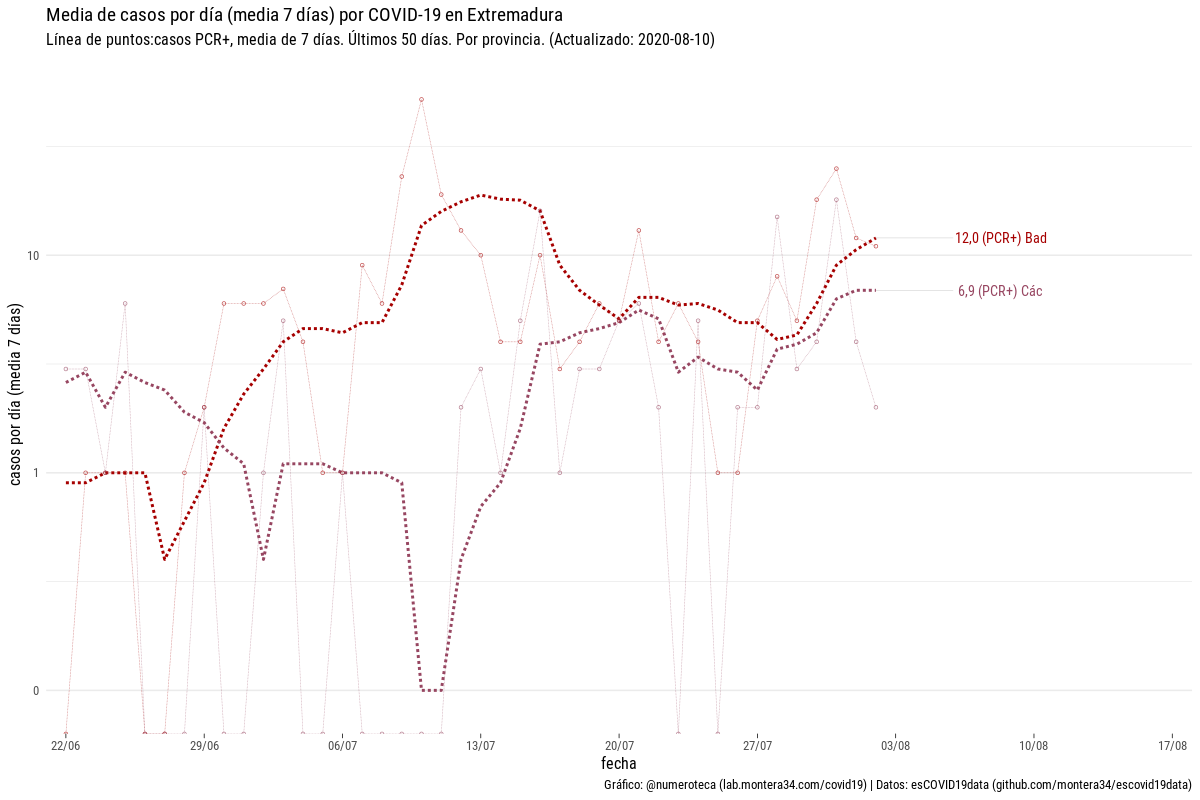 Media de casos por día (media 7 días) por COVID-19 en Extremadura
Línea de puntos:casos PCR+, media de 7 días. Últimos 50 días. Por provincia. (Actualizado: 2020-08-10)
casos por día (media 7 días)
10
1
0
12,0 (PCR+) Bad
6,9 (PCR+) Các
22/06 29/06 06/07 13/07 20/07 27/07 03/08 10/08 17/08
fecha
Gráfico: @numeroteca (lab.montera34.com/covid19) | Datos: esCOVID19data (github.com/montera34/escovid19data)